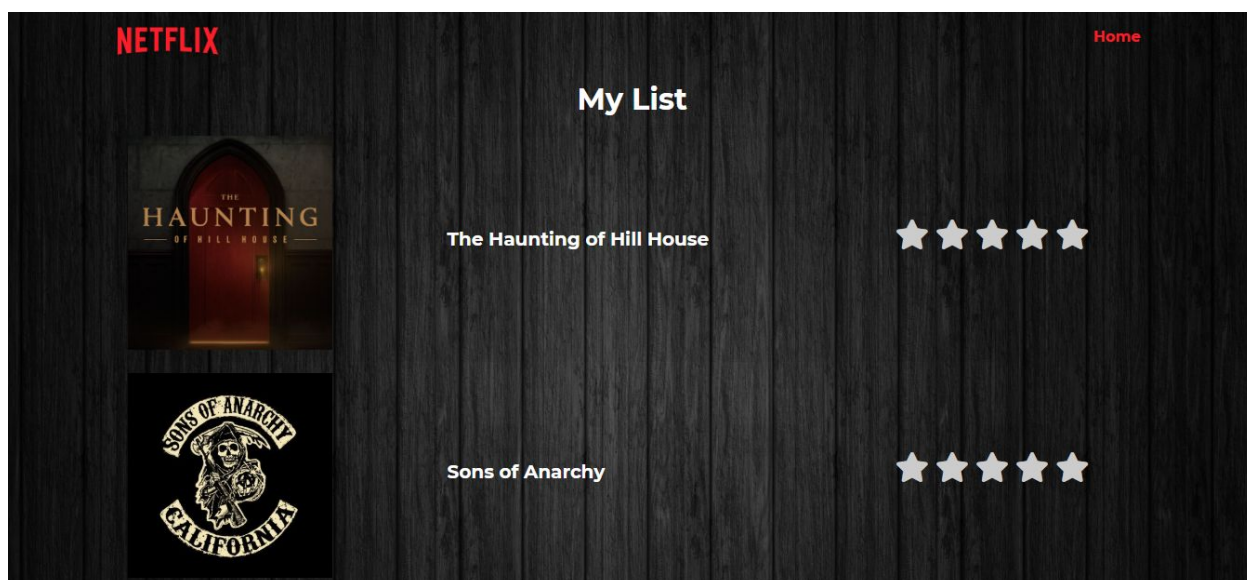 NETFLIX
Home
My List
THE
HAUNTING
OF HILL HOUSE
The Haunting of Hill House
SONS OF ANARCHY
CALIFORNIA
Sons of Anarchy